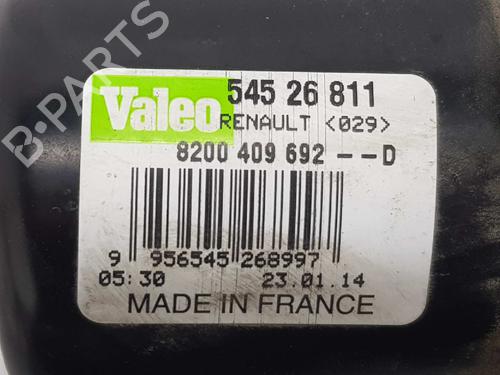 B-PARTS
Valeo
545 26 811
RENAULT <029>
8200 409 692 -- D
9 956545 268997
05:30 23.01.14
MADE IN FRANCE